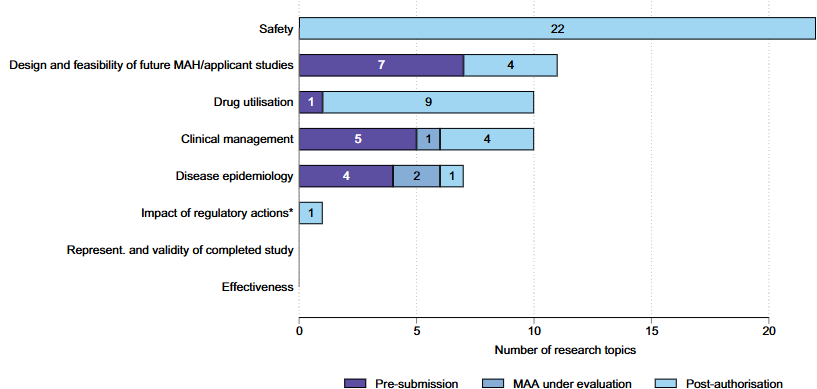 Safety 22
Design and feasibility of future MAH/applicant studies 7 4
Drug utilisation 1 9
Clinical management 5 1 4
Disease epidemiology 4 2 1
Impact of regulatory actions* 1
Represent. and validity of completed study
Effectiveness
0 5 10 15 20
Number of research topics
Pre-submission MAA under evaluation Post-authorisation